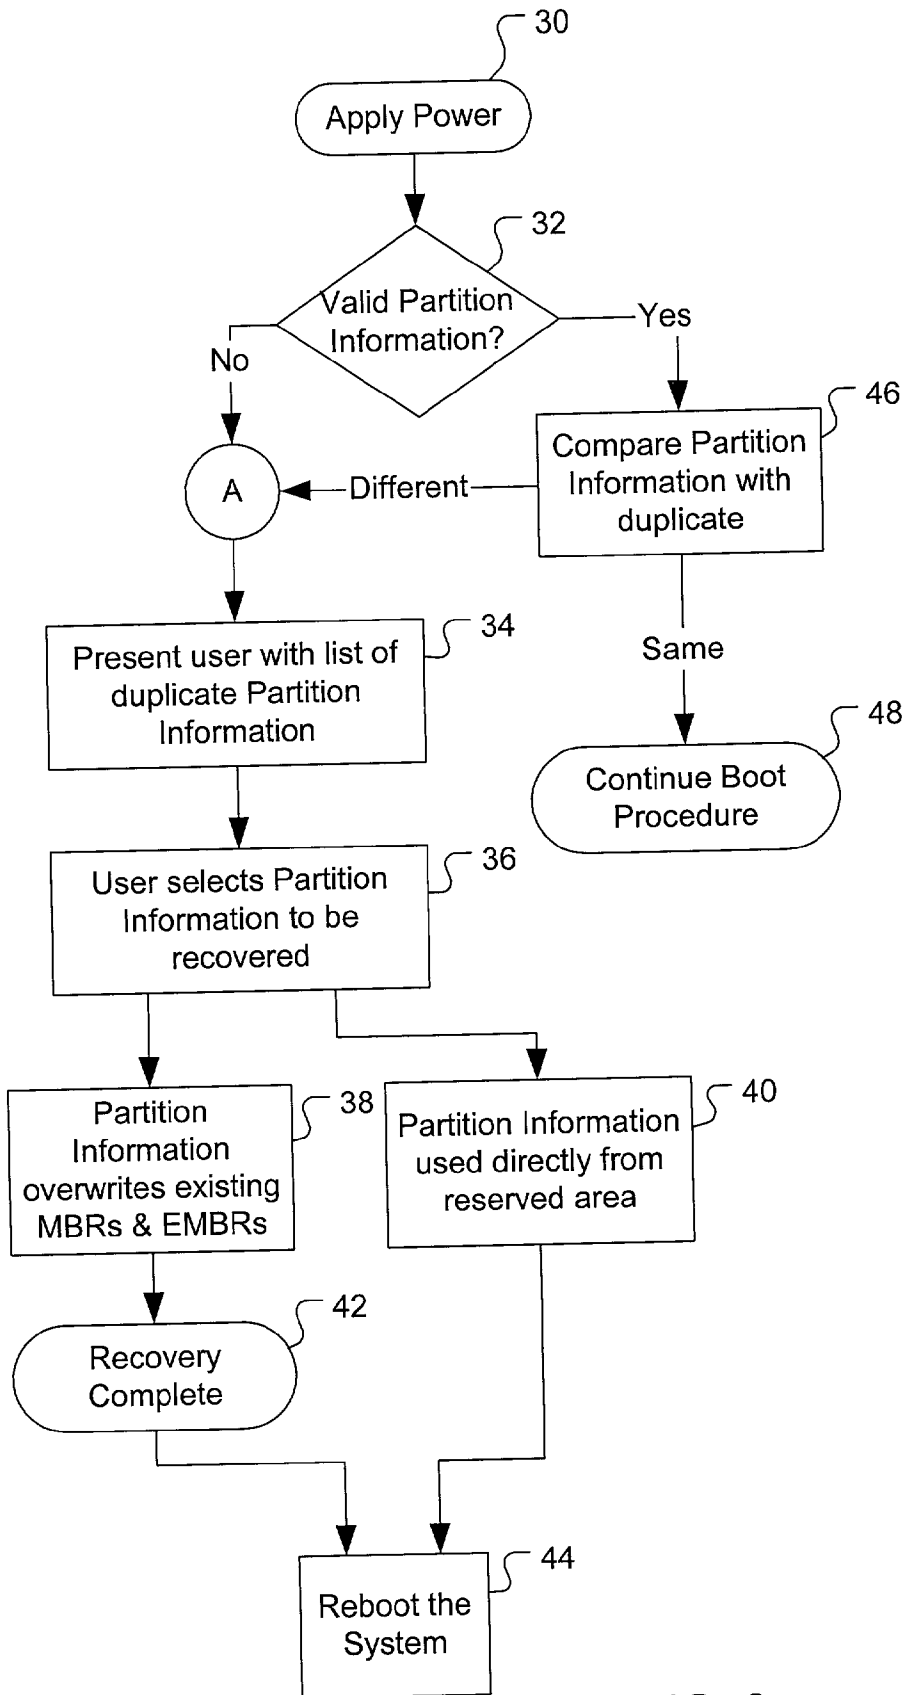 30
Apply Power
32
Valid Partition
Information?
Yes
No
46
Compare Partition
Information with
duplicate
Different
A
34
Present user with list of
duplicate Partition
Information
Same
48
Continue Boot
Procedure
36
User selects Partition
Information to be
recovered
38
Partition
Information
overwrites existing
MBRs & EMBRs
40
Partition Information
used directly from
reserved area
42
Recovery
Complete
44
Reboot the
System